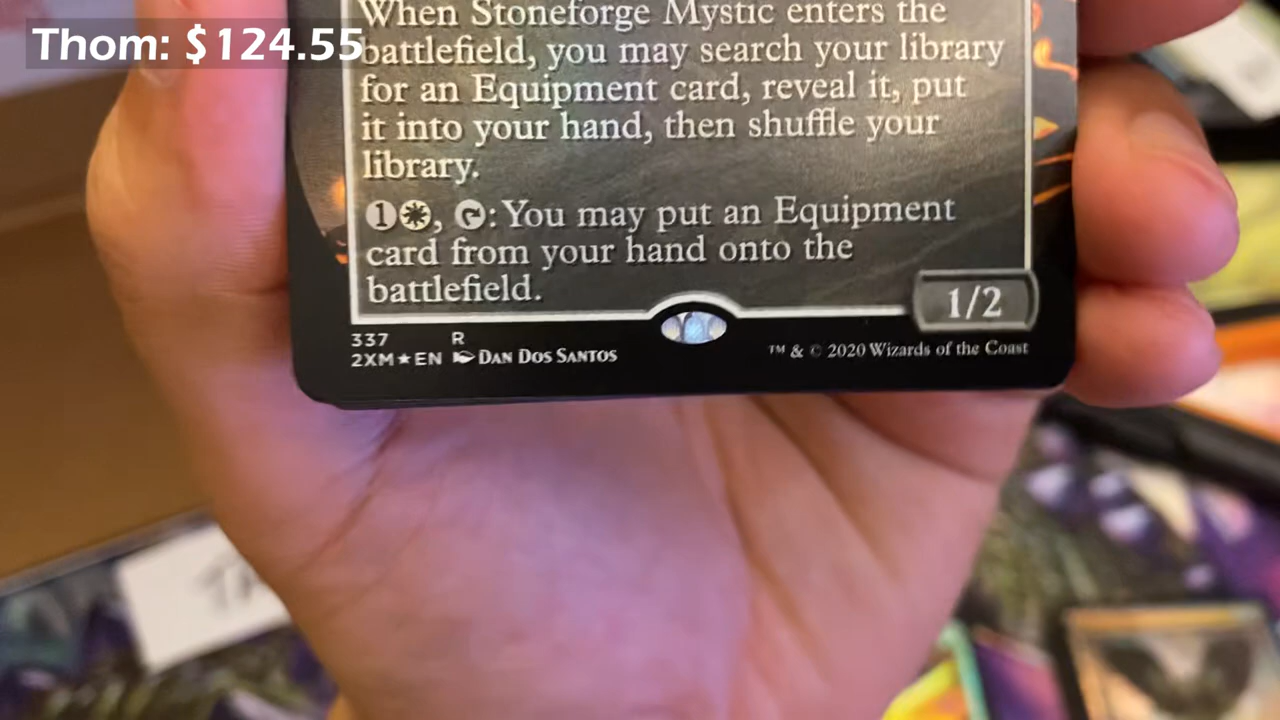 Thom: $124.55
When Stoneforge Mystic enters the
battlefield, you may search your library
for an Equipment card, reveal it, put
it into your hand, then shuffle your
library.
1, : You may put an Equipment
card from your hand onto the
battlefield.
1/2
337 R
2XM★EN DAN DOS SANTOS
™ & © 2020 Wizards of the Coast